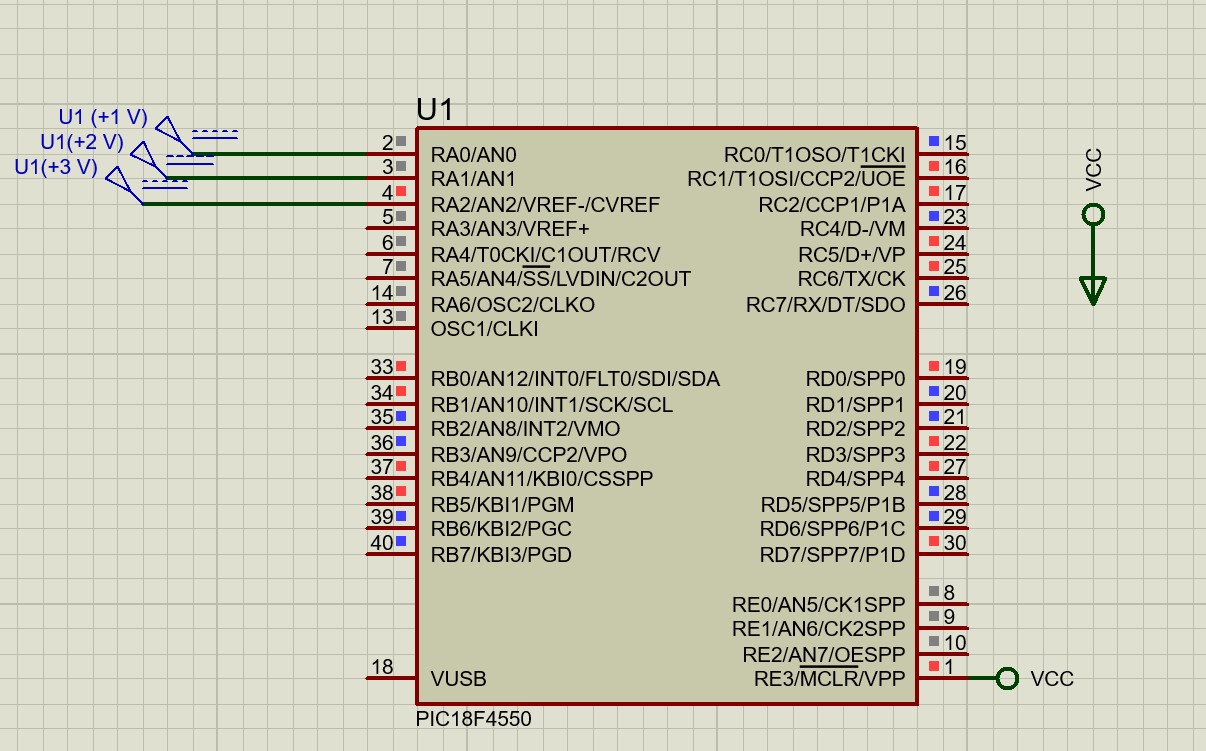 U1
U1 (+1 V)
U1(+2 V)
U1(+3 V)
2 RA0/AN0
3 RA1/AN1
4 RA2/AN2/VREF-/CVREF
5 RA3/AN3/VREF+
6 RA4/T0CKI/C1OUT/RCV
7 RA5/AN4/SS/LVDIN/C2OUT
14 RA6/OSC2/CLKO
13 OSC1/CLKI
33 RB0/AN12/INT0/FLT0/SDI/SDA
34 RB1/AN10/INT1/SCK/SCL
35 RB2/AN8/INT2/VMO
36 RB3/AN9/CCP2/VPO
37 RB4/AN11/KBI0/CSSPP
38 RB5/KBI1/PGM
39 RB6/KBI2/PGC
40 RB7/KBI3/PGD
18 VUSB
RC0/T1OSO/T1CKI 15
RC1/T1OSI/CCP2/UOE 16
RC2/CCP1/P1A 17
RC4/D-/VM 23
RC5/D+/VP 24
RC6/TX/CK 25
RC7/RX/DT/SDO 26
RD0/SPP0 19
RD1/SPP1 20
RD2/SPP2 21
RD3/SPP3 22
RD4/SPP4 27
RD5/SPP5/P1B 28
RD6/SPP6/P1C 29
RD7/SPP7/P1D 30
RE0/AN5/CK1SPP 8
RE1/AN6/CK2SPP 9
RE2/AN7/OESPP 10
RE3/MCLR/VPP 1
VCC
VCC
PIC18F4550